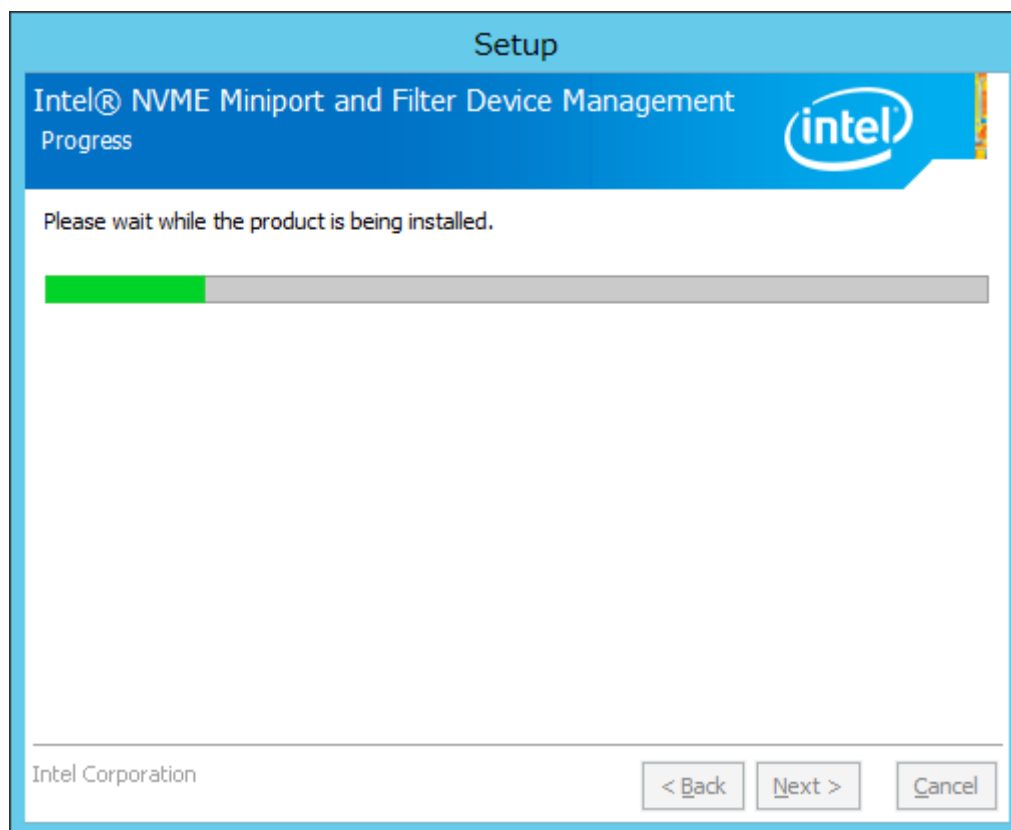 Setup
Intel® NVME Miniport and Filter Device Management
Progress
intel
Please wait while the product is being installed.
Intel Corporation
< Back
Next >
Cancel